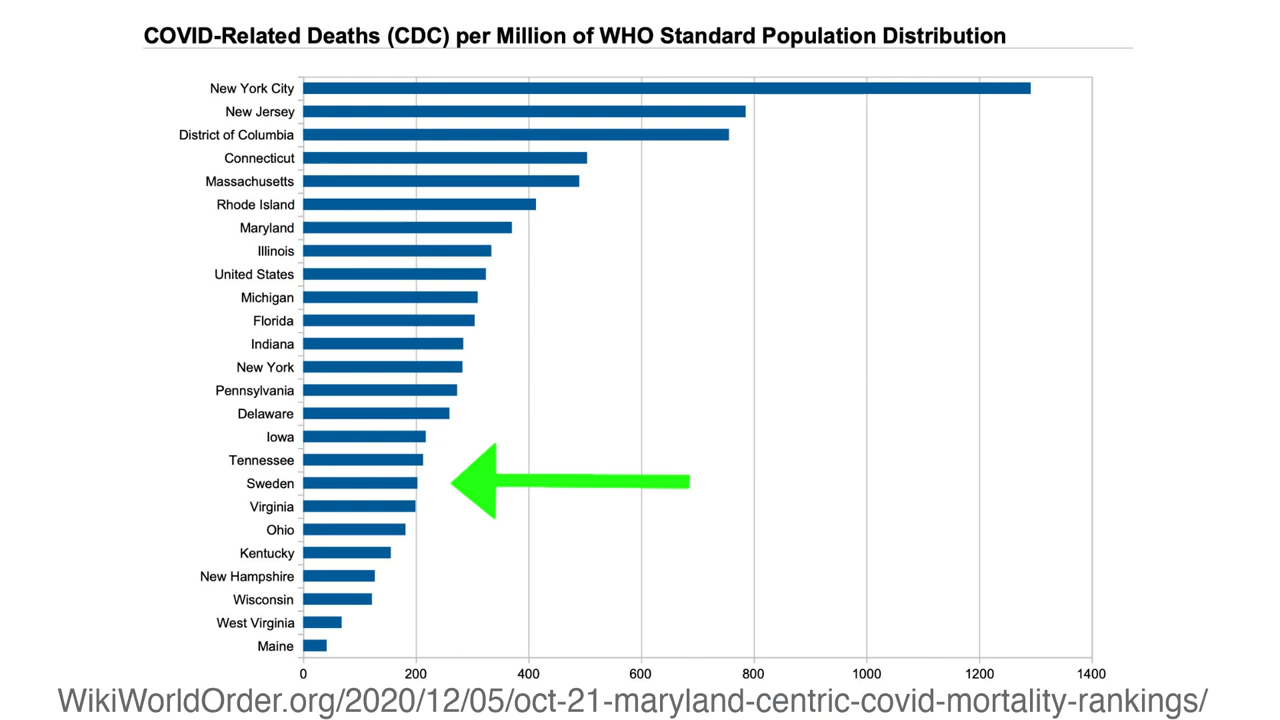 COVID-Related Deaths (CDC) per Million of WHO Standard Population Distribution
New York City
New Jersey
District of Columbia
Connecticut
Massachusetts
Rhode Island
Maryland
Illinois
United States
Michigan
Florida
Indiana
New York
Pennsylvania
Delaware
Iowa
Tennessee
Sweden
Virginia
Ohio
Kentucky
New Hampshire
Wisconsin
West Virginia
Maine
0 200 400 600 800 1000 1200 1400
WikiWorldOrder.org/2020/12/05/oct-21-maryland-centric-covid-mortality-rankings/